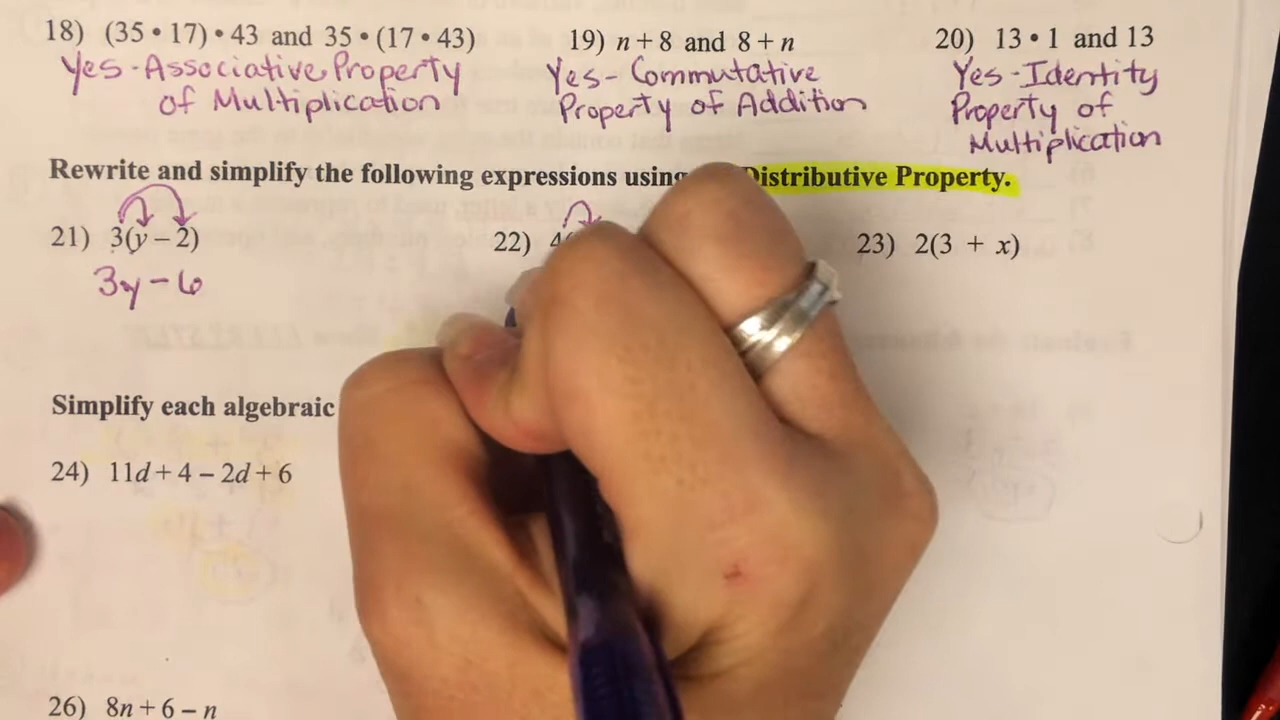 18) (35 • 17) • 43 and 35 • (17 • 43)
Yes - Associative Property
of Multiplication
19) n + 8 and 8 + n
Yes - Commutative
Property of Addition
20) 13 • 1 and 13
Yes - Identity
Property of
Multiplication
Rewrite and simplify the following expressions using Distributive Property.
21) 3(y – 2)
3y - 6
22) 4(
23) 2(3 + x)
Simplify each algebraic
24) 11d + 4 – 2d + 6
26) 8n + 6 – n